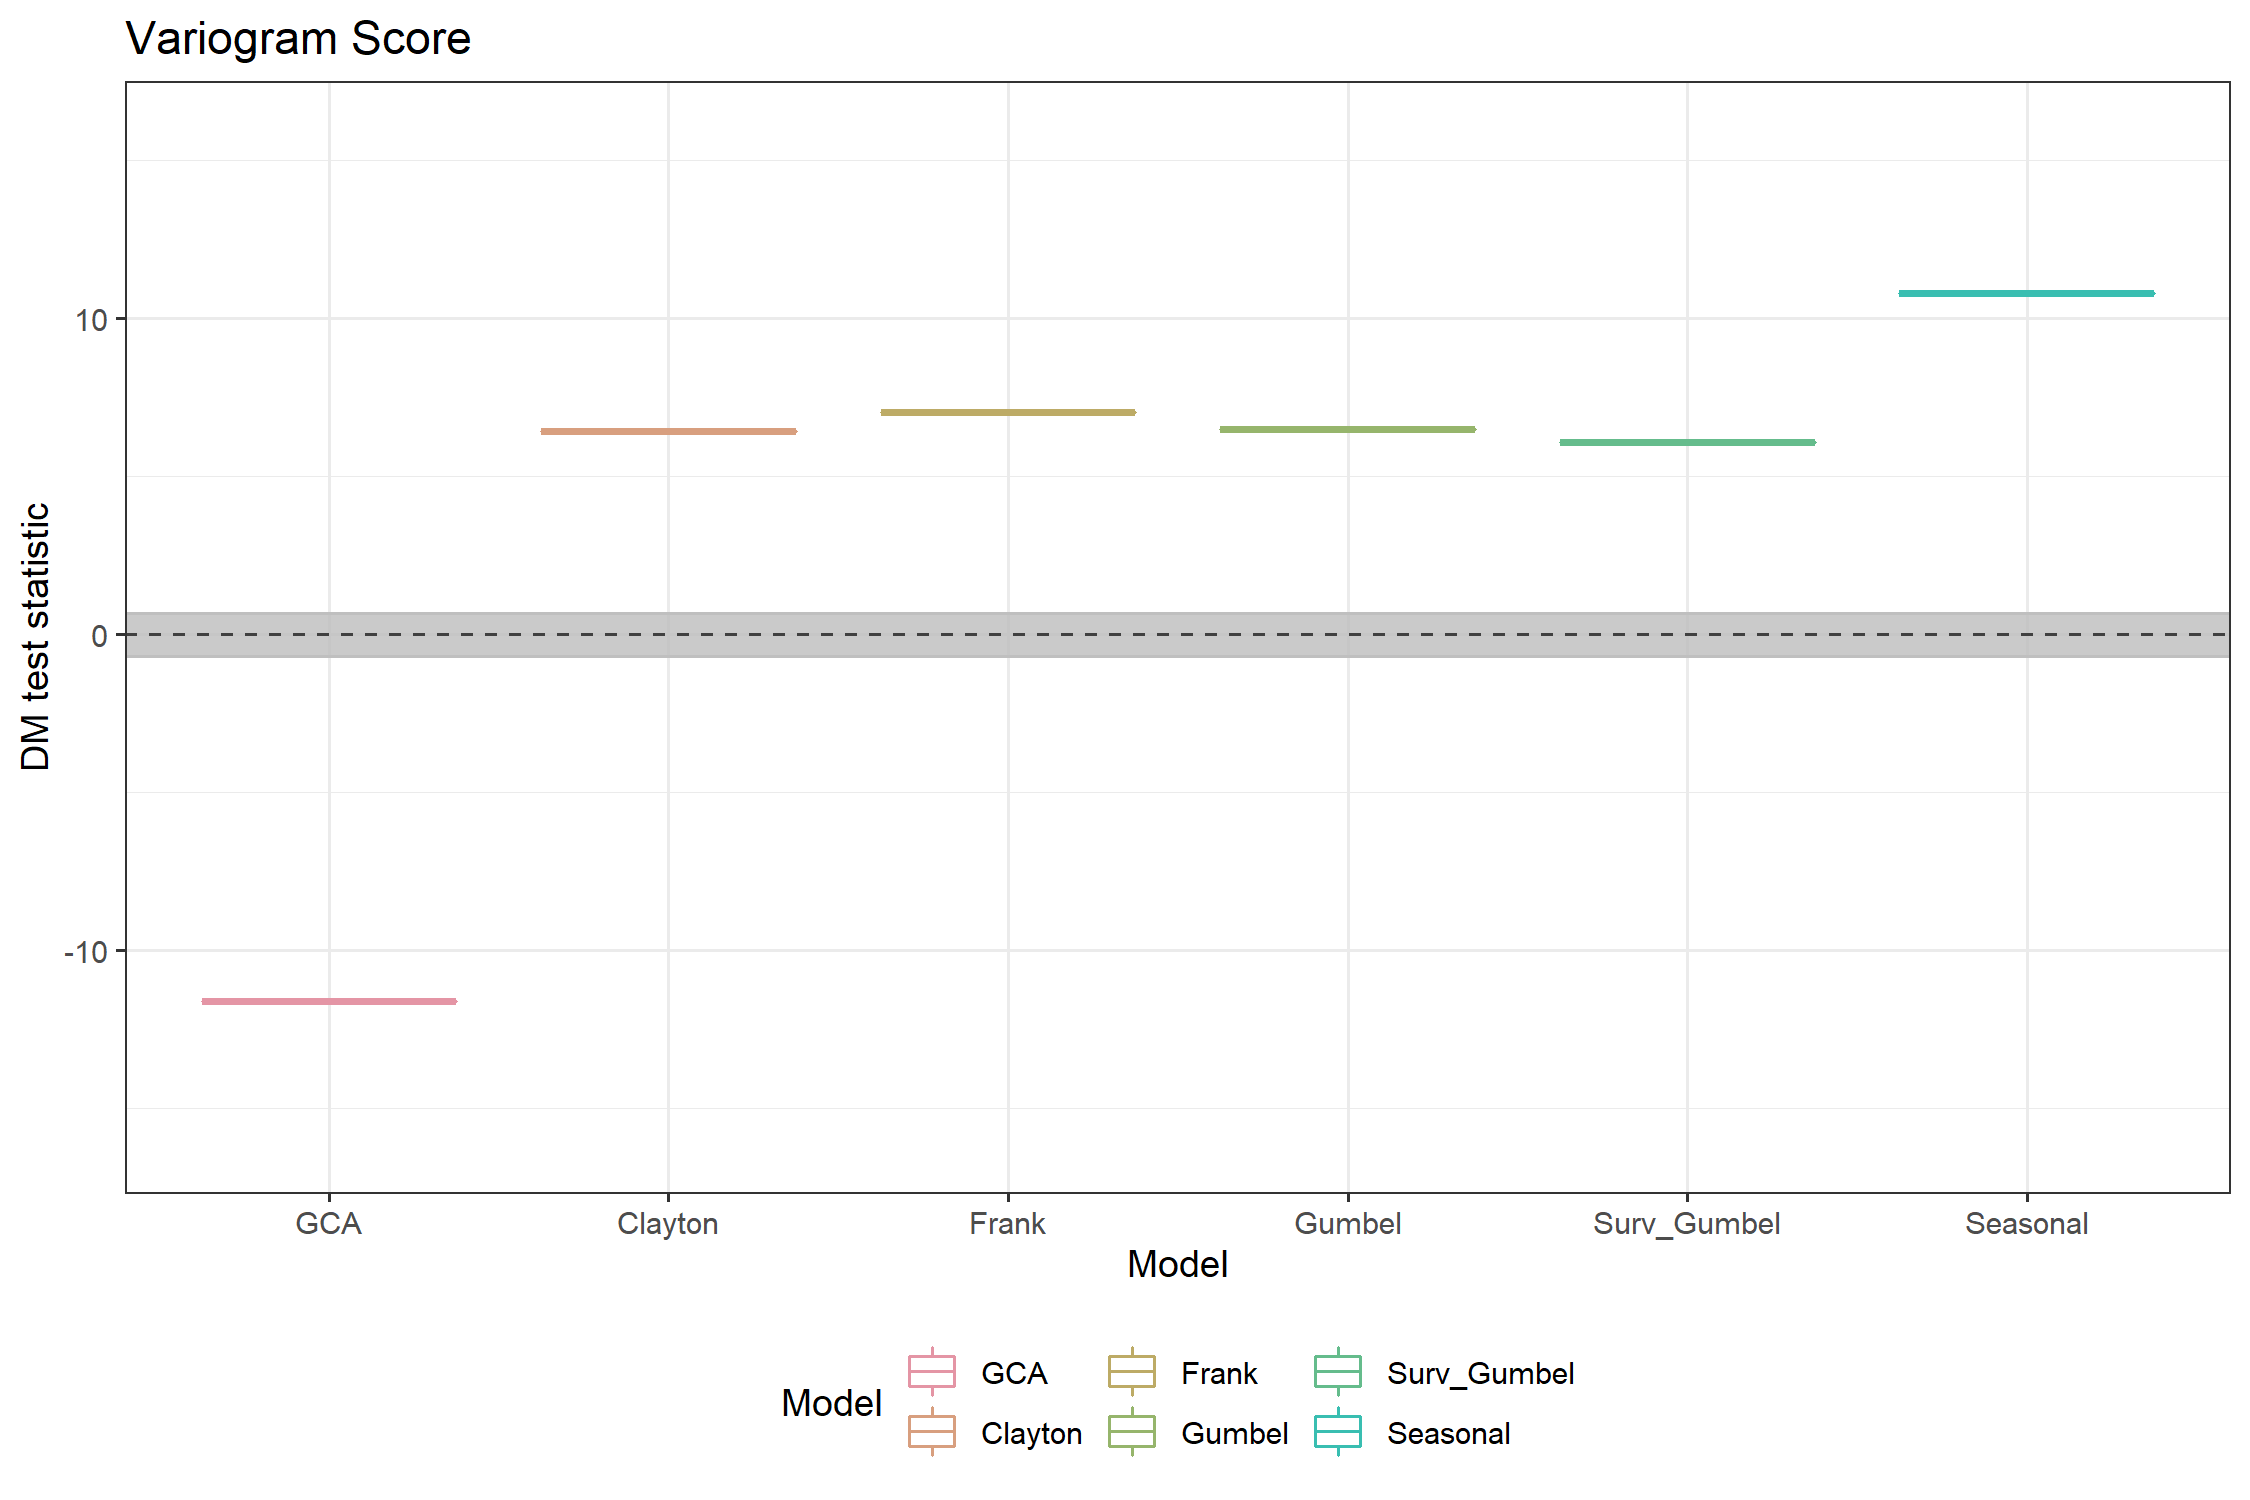 Variogram Score
DM test statistic
10
0
-10
GCA Clayton Frank Gumbel Surv_Gumbel Seasonal
Model
Model
GCA Frank Surv_Gumbel
Clayton Gumbel Seasonal